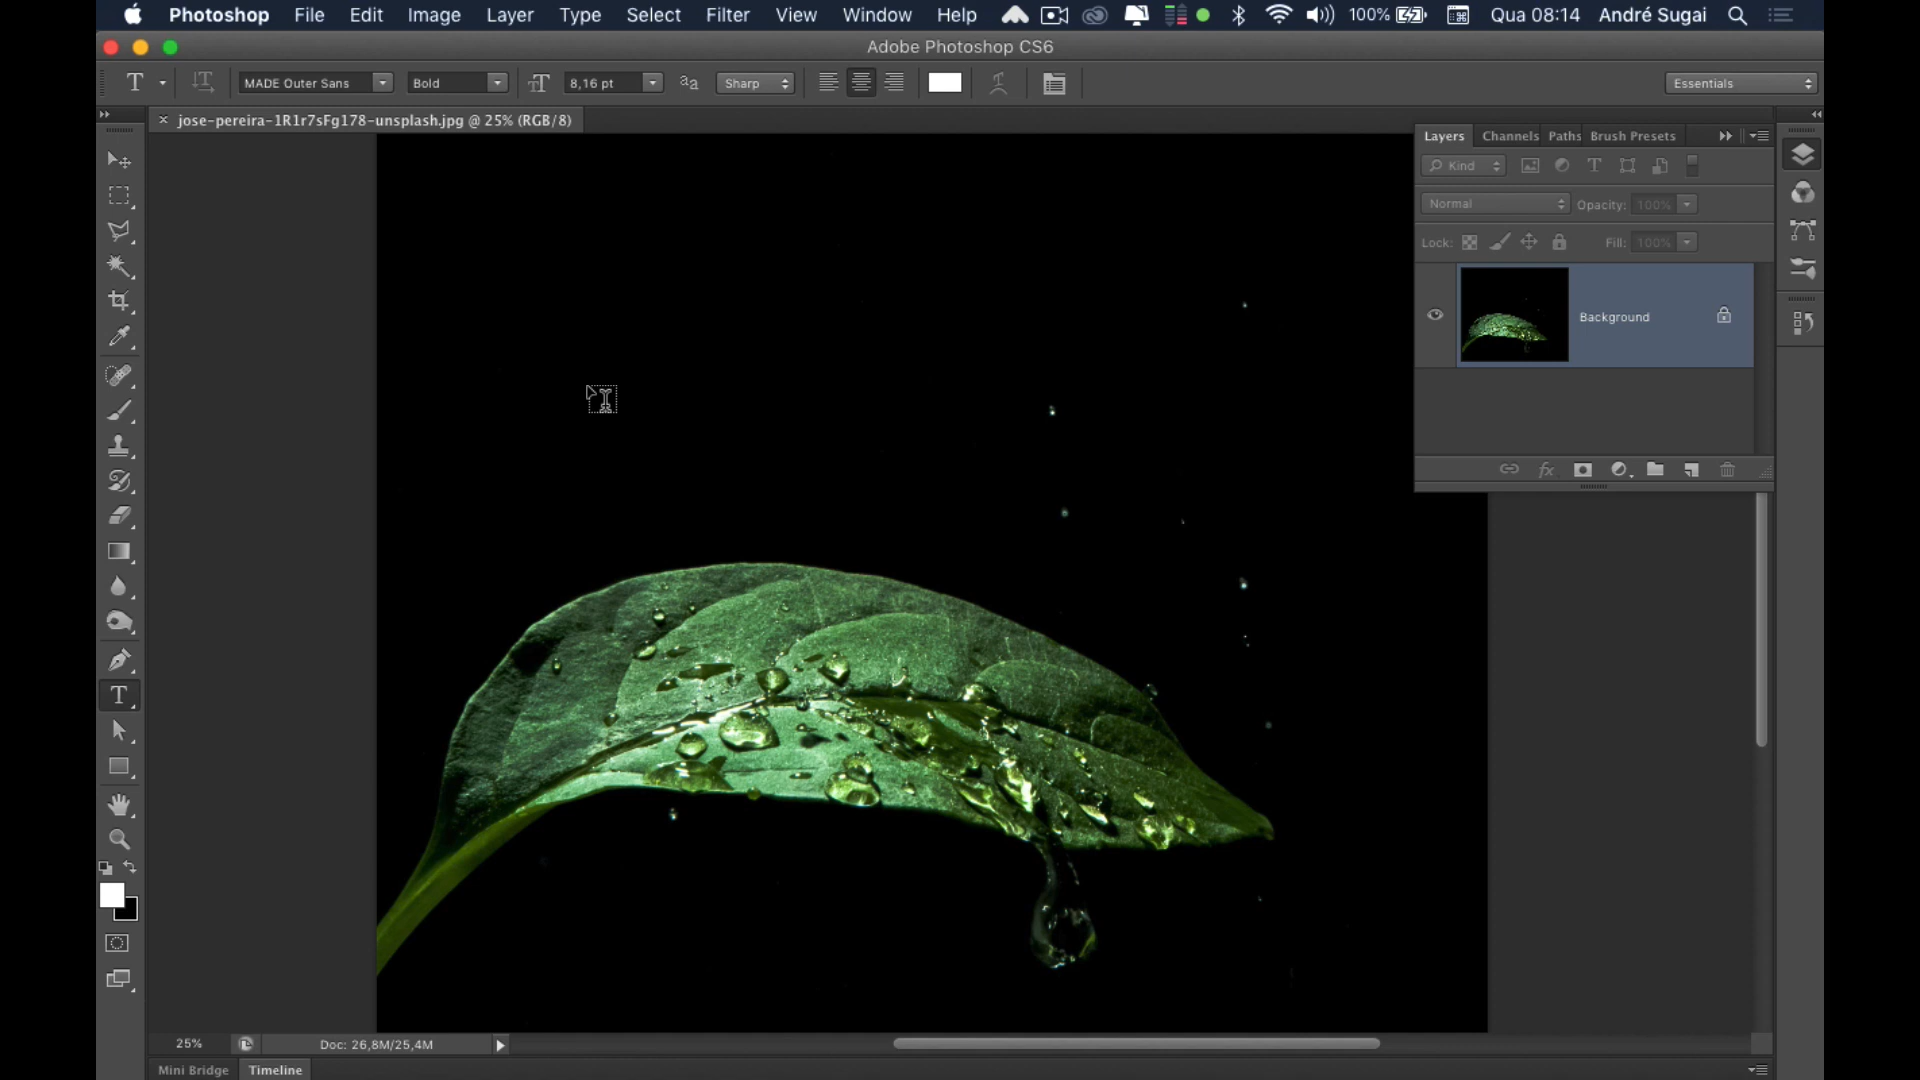 Photoshop File Edit Image Layer Type Select Filter View Window Help 100% Qua 08:14 André Sugai
Adobe Photoshop CS6
T MADE Outer Sans Bold T 8,16 pt aa Sharp Essentials
× jose-pereira-1R1r7sFg178-unsplash.jpg @ 25% (RGB/8)
Layers Channels Paths Brush Presets
Kind T
Normal Opacity: 100%
Lock: Fill: 100%
Background
fx
T
25% Doc: 26,8M/25,4M
Mini Bridge Timeline